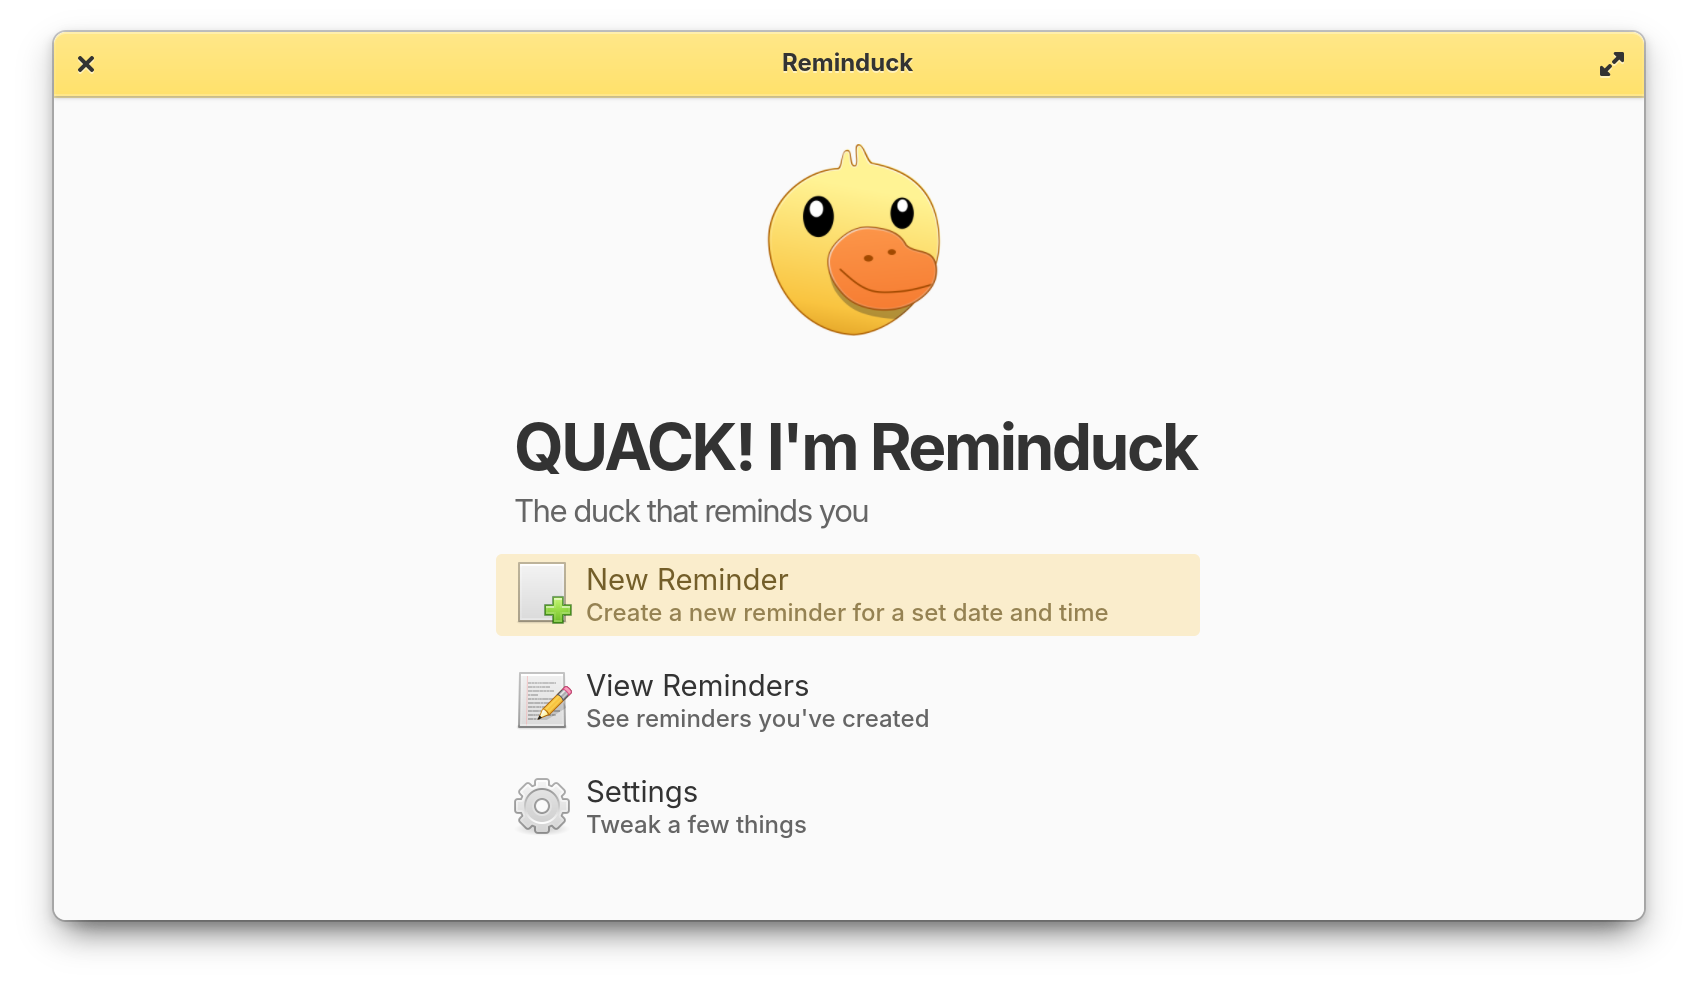 Reminduck
QUACK! I'm Reminduck
The duck that reminds you
New Reminder
Create a new reminder for a set date and time
View Reminders
See reminders you've created
Settings
Tweak a few things